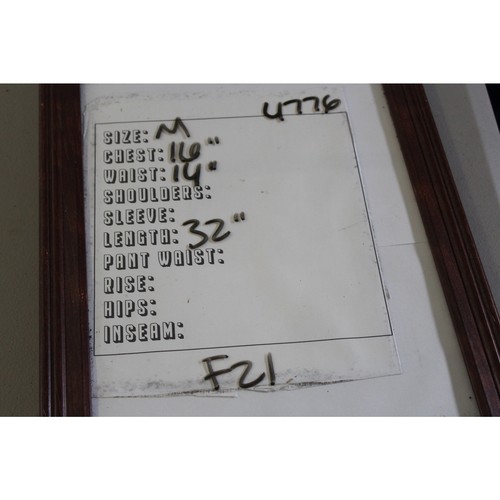 4776
SIZE: M
CHEST: 16"
WAIST: 14"
SHOULDERS:
SLEEVE:
LENGTH: 32"
PANT WAIST:
RISE:
HIPS:
INSEAM:
F21